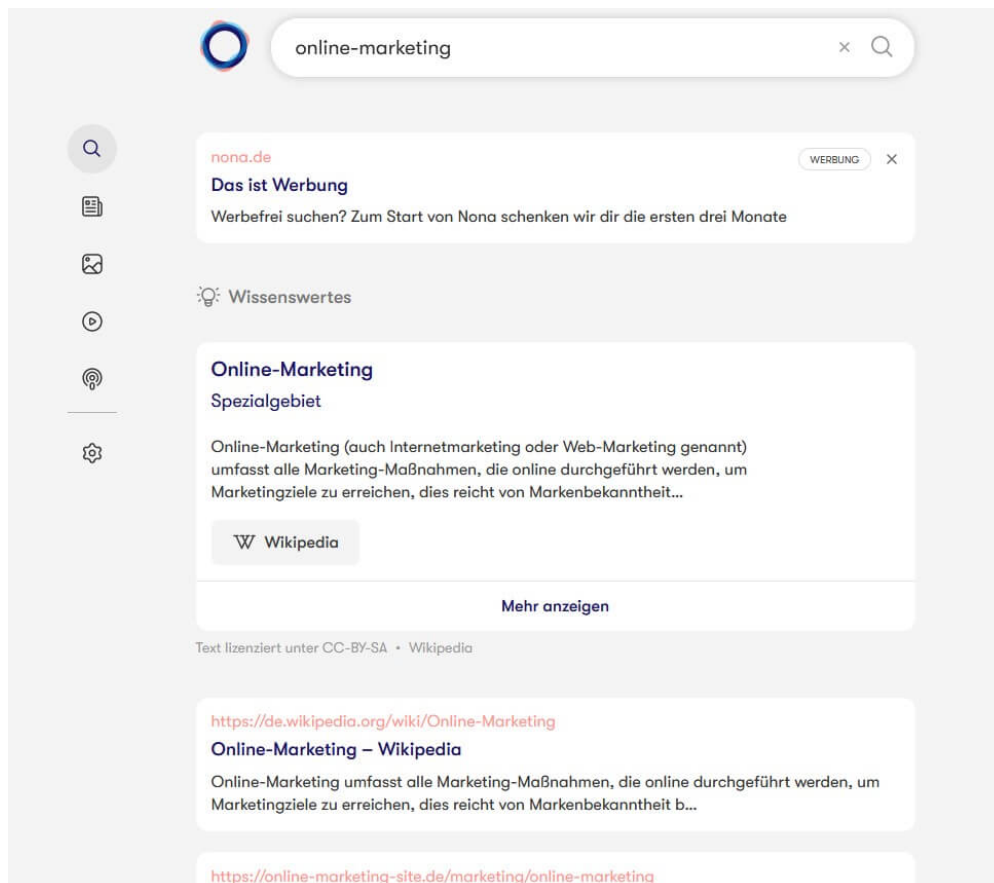 online-marketing
nona.de
WERBUNG
Das ist Werbung
Werbefrei suchen? Zum Start von Nona schenken wir dir die ersten drei Monate
Wissenswertes
Online-Marketing
Spezialgebiet
Online-Marketing (auch Internetmarketing oder Web-Marketing genannt)
umfasst alle Marketing-Maßnahmen, die online durchgeführt werden, um
Marketingziele zu erreichen, dies reicht von Markenbekanntheit...
Wikipedia
Mehr anzeigen
Text lizenziert unter CC-BY-SA • Wikipedia
https://de.wikipedia.org/wiki/Online-Marketing
Online-Marketing – Wikipedia
Online-Marketing umfasst alle Marketing-Maßnahmen, die online durchgeführt werden, um
Marketingziele zu erreichen, dies reicht von Markenbekanntheit b...
https://online-marketing-site.de/marketing/online-marketing